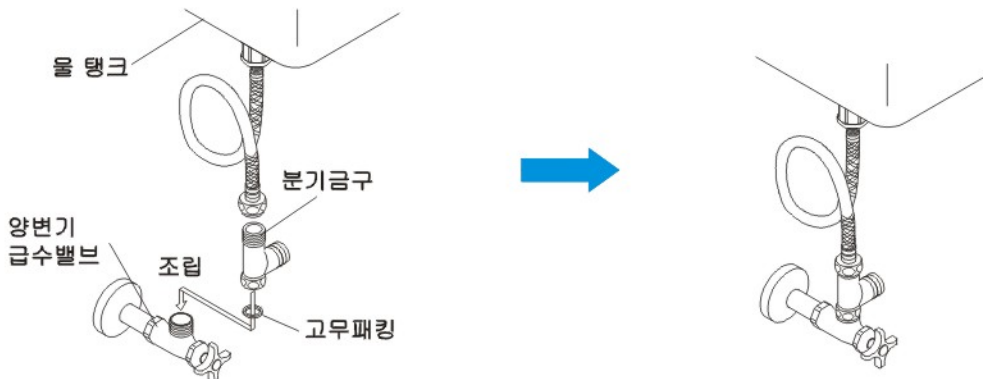 물 탱크
분기금구
양변기
급수밸브
조립
고무패킹